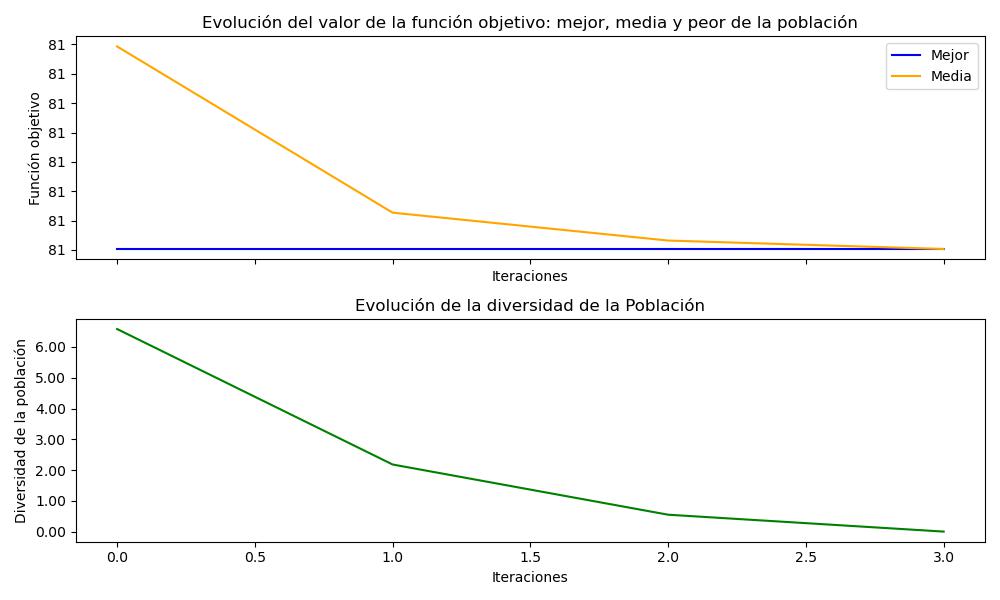 Evolución del valor de la función objetivo: mejor, media y peor de la población
81
81
81
81
81
81
81
81
Función objetivo
Mejor
Media
Iteraciones
Evolución de la diversidad de la Población
6.00
5.00
4.00
3.00
2.00
1.00
0.00
Diversidad de la población
0.0 0.5 1.0 1.5 2.0 2.5 3.0
Iteraciones